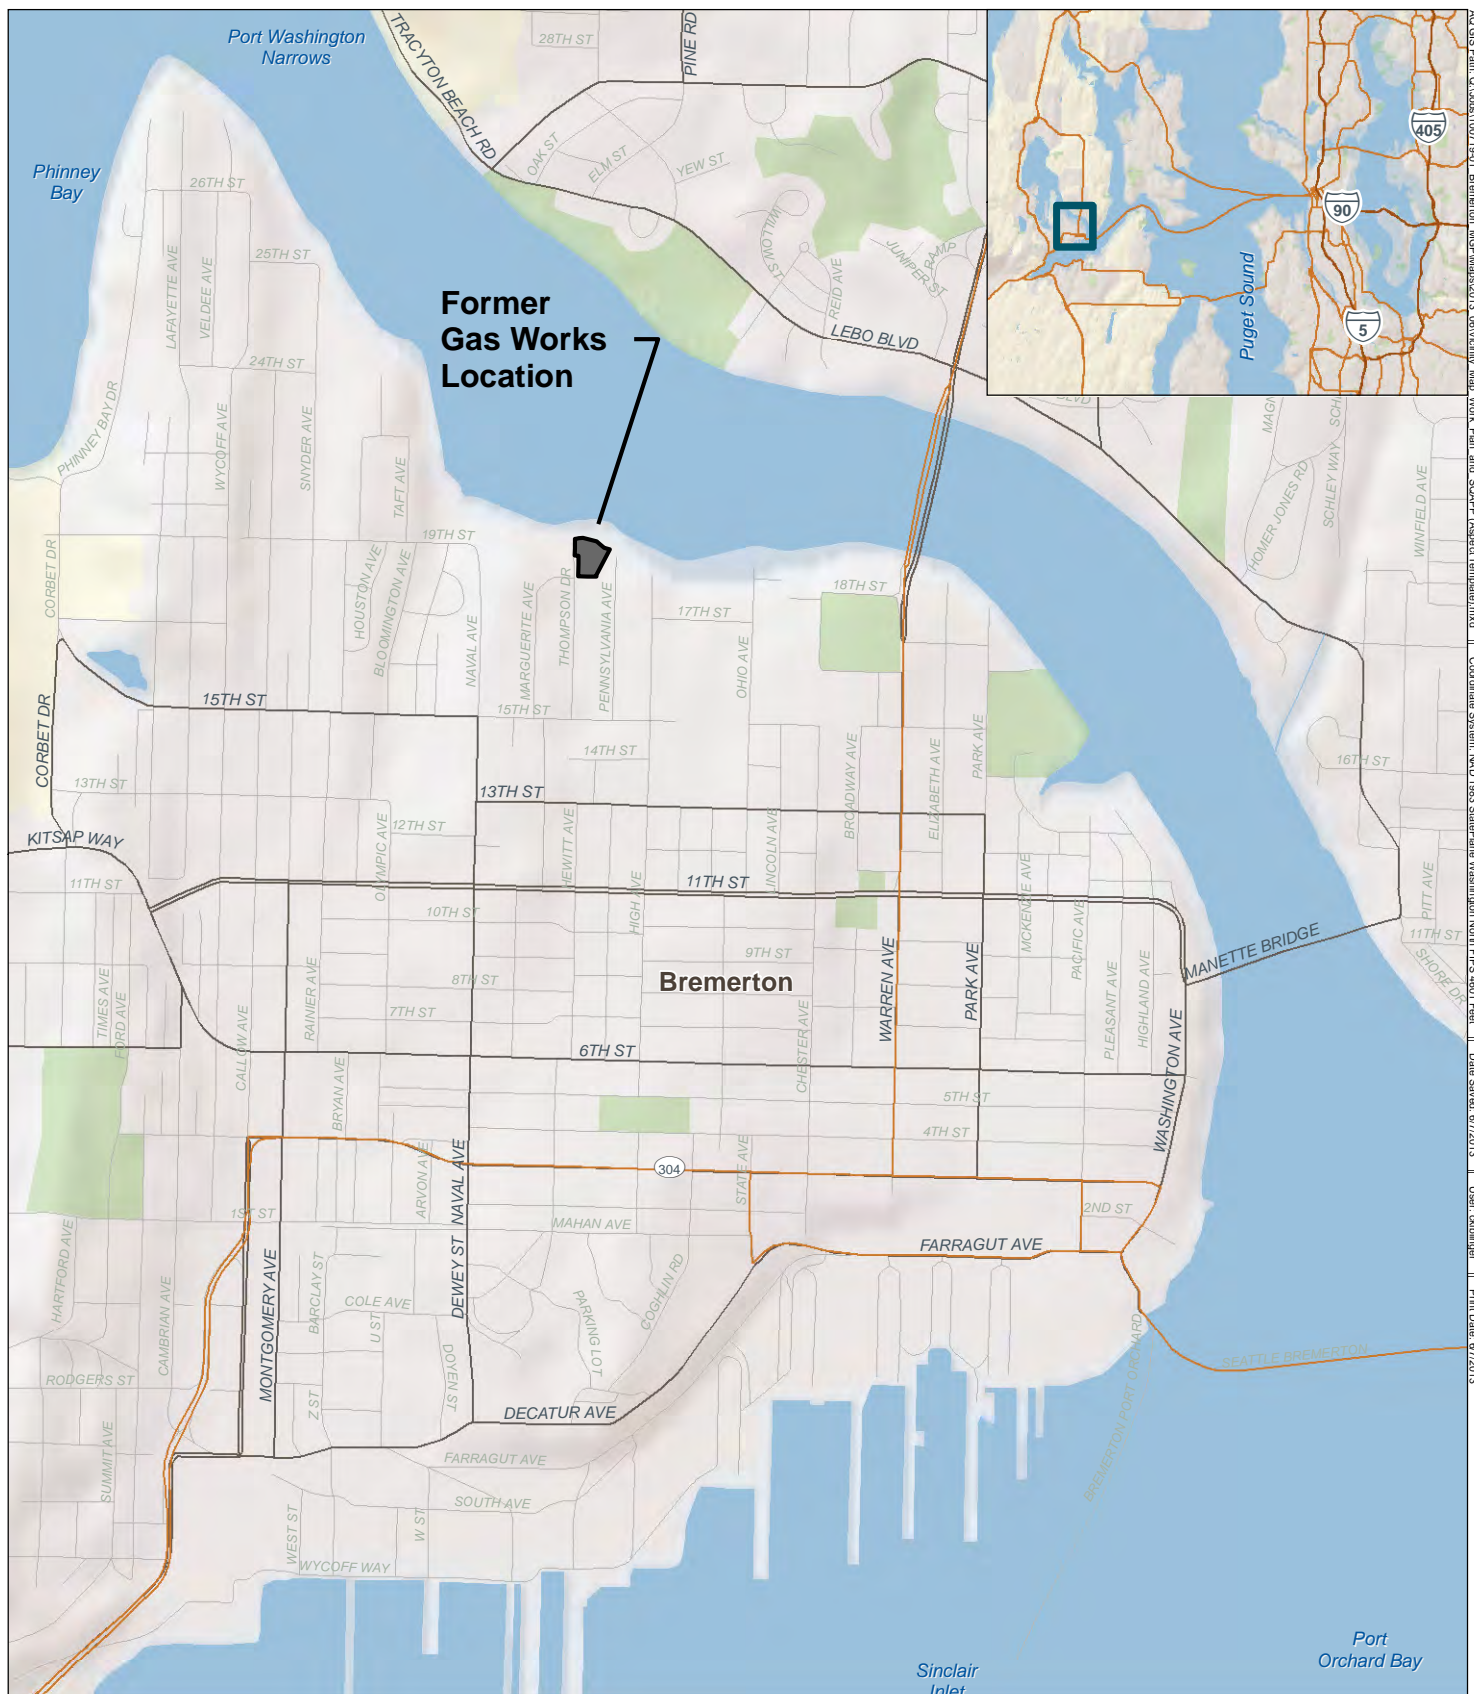 Port Washington
Narrows
TRACYTON BEACH RD
28TH ST
PINE RD
Phinney
Bay
26TH ST
OAK ST
ELM ST
YEW ST
WILLOW ST
JUNIPER ST
RAMP
REID AVE
LEBO BLVD
405
90
5
Puget Sound
LAFAYETTE AVE
VELDEE AVE
25TH ST
24TH ST
Former
Gas Works
Location
PHINNEY BAY DR
WYCOFF AVE
SNYDER AVE
TAFT AVE
19TH ST
BLVD
MAGN
SCH
HOMER JONES RD
SCHLEY WAY
WINFIELD AVE
CORBET DR
HOUSTON AVE
BLOOMINGTON AVE
NAVAL AVE
MARGUERITE AVE
THOMPSON DR
PENNSYLVANIA AVE
17TH ST
18TH ST
OHIO AVE
CORBET DR
15TH ST
15TH ST
14TH ST
13TH ST
13TH ST
BROADWAY AVE
ELIZABETH AVE
PARK AVE
16TH ST
KITSAP WAY
12TH ST
OLYMPIC AVE
HEWITT AVE
LINCOLN AVE
11TH ST
11TH ST
HIGH AVE
10TH ST
9TH ST
MCKENZIE AVE
PACIFIC AVE
PITT AVE
11TH ST
SHORE DR
MANETTE BRIDGE
8TH ST
Bremerton
WARREN AVE
PARK AVE
PLEASANT AVE
HIGHLAND AVE
TIMES AVE
FORD AVE
RAINIER AVE
7TH ST
CALLOW AVE
6TH ST
CHESTER AVE
WASHINGTON AVE
BRYAN AVE
5TH ST
4TH ST
304
STATE AVE
ARVON AVE
NAVAL AVE
DEWEY ST
1ST ST
MAHAN AVE
2ND ST
FARRAGUT AVE
HARTFORD AVE
CAMBRIAN AVE
MONTGOMERY AVE
BARCLAY ST
COLE AVE
U ST
COGHLIN RD
PARKING LOT
DOYEN ST
RODGERS ST
Z ST
DECATUR AVE
SEATTLE BREMERTON
BREMERTON PORT ORCHARD
SUMMIT AVE
FARRAGUT AVE
SOUTH AVE
WEST ST
W ST
WYCOFF WAY
Port
Orchard Bay
Sinclair
Inlet